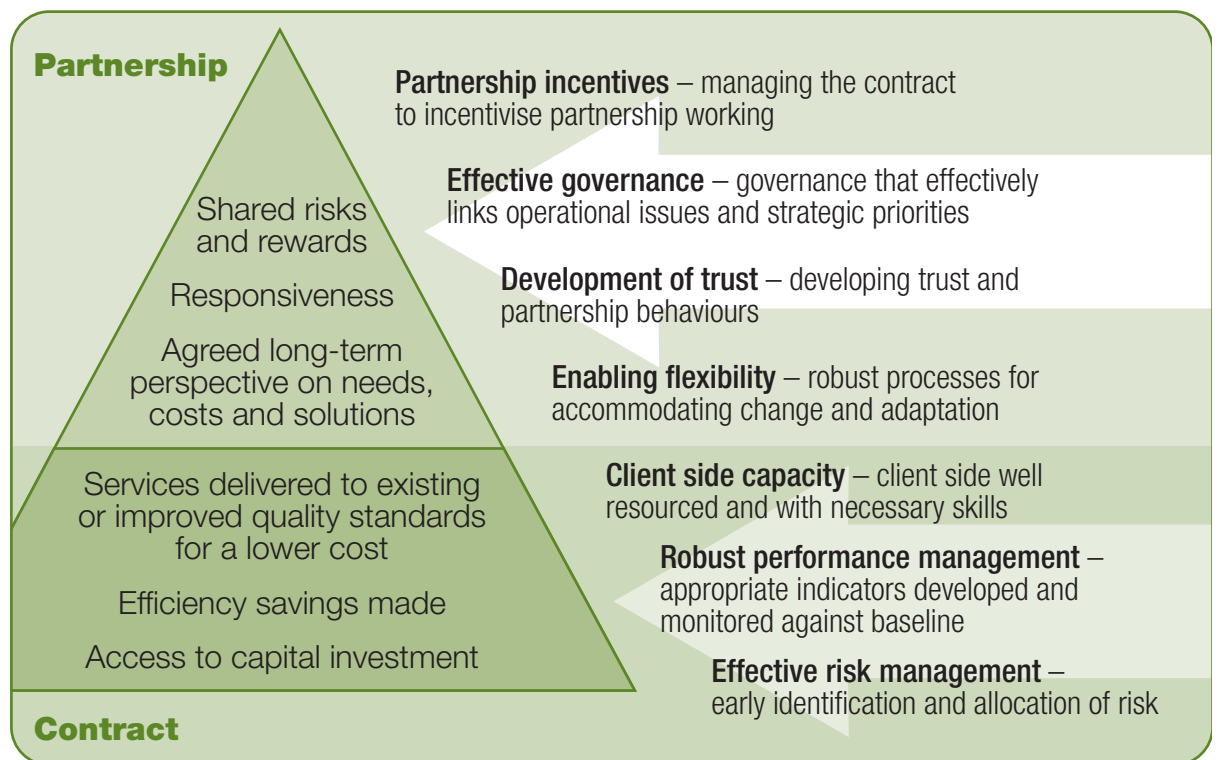 Partnership
Partnership incentives – managing the contract
to incentivise partnership working
Effective governance – governance that effectively
links operational issues and strategic priorities
Development of trust – developing trust and
partnership behaviours
Enabling flexibility – robust processes for
accommodating change and adaptation
Shared risks
and rewards
Responsiveness
Agreed long-term
perspective on needs,
costs and solutions
Services delivered to existing
or improved quality standards
for a lower cost
Efficiency savings made
Access to capital investment
Client side capacity – client side well
resourced and with necessary skills
Robust performance management –
appropriate indicators developed and
monitored against baseline
Effective risk management –
early identification and allocation of risk
Contract